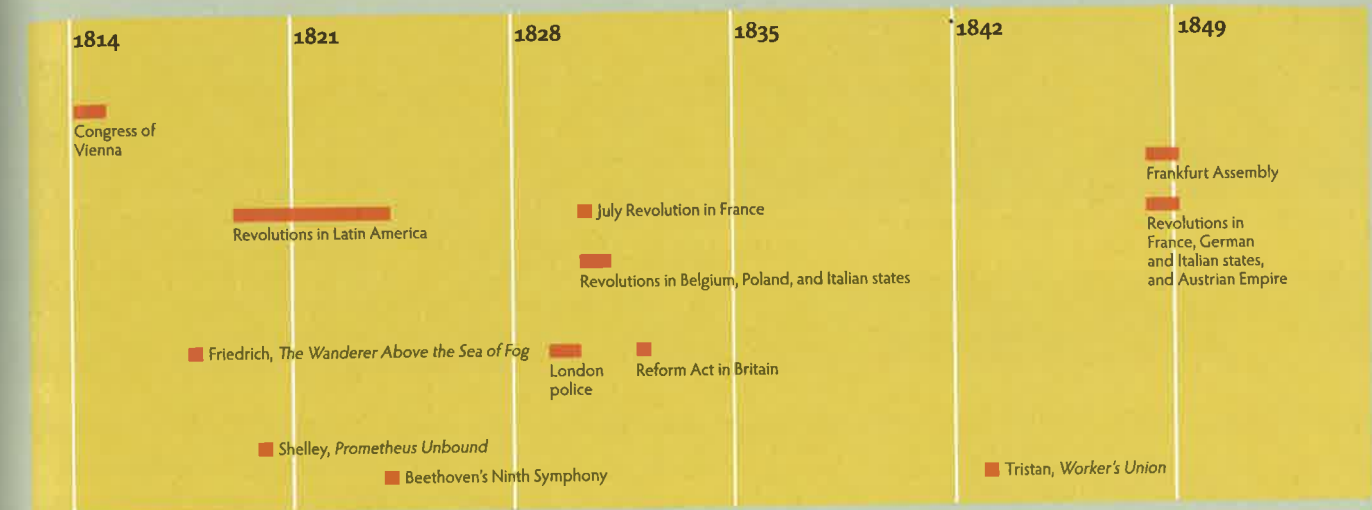 1814
1821
1828
1835
1842
1849
Congress of
Vienna
Frankfurt Assembly
Revolutions in Latin America
July Revolution in France
Revolutions in
France, German
and Italian states,
and Austrian Empire
Revolutions in Belgium, Poland, and Italian states
Friedrich, The Wanderer Above the Sea of Fog
London
police
Reform Act in Britain
Shelley, Prometheus Unbound
Beethoven's Ninth Symphony
Tristan, Worker's Union